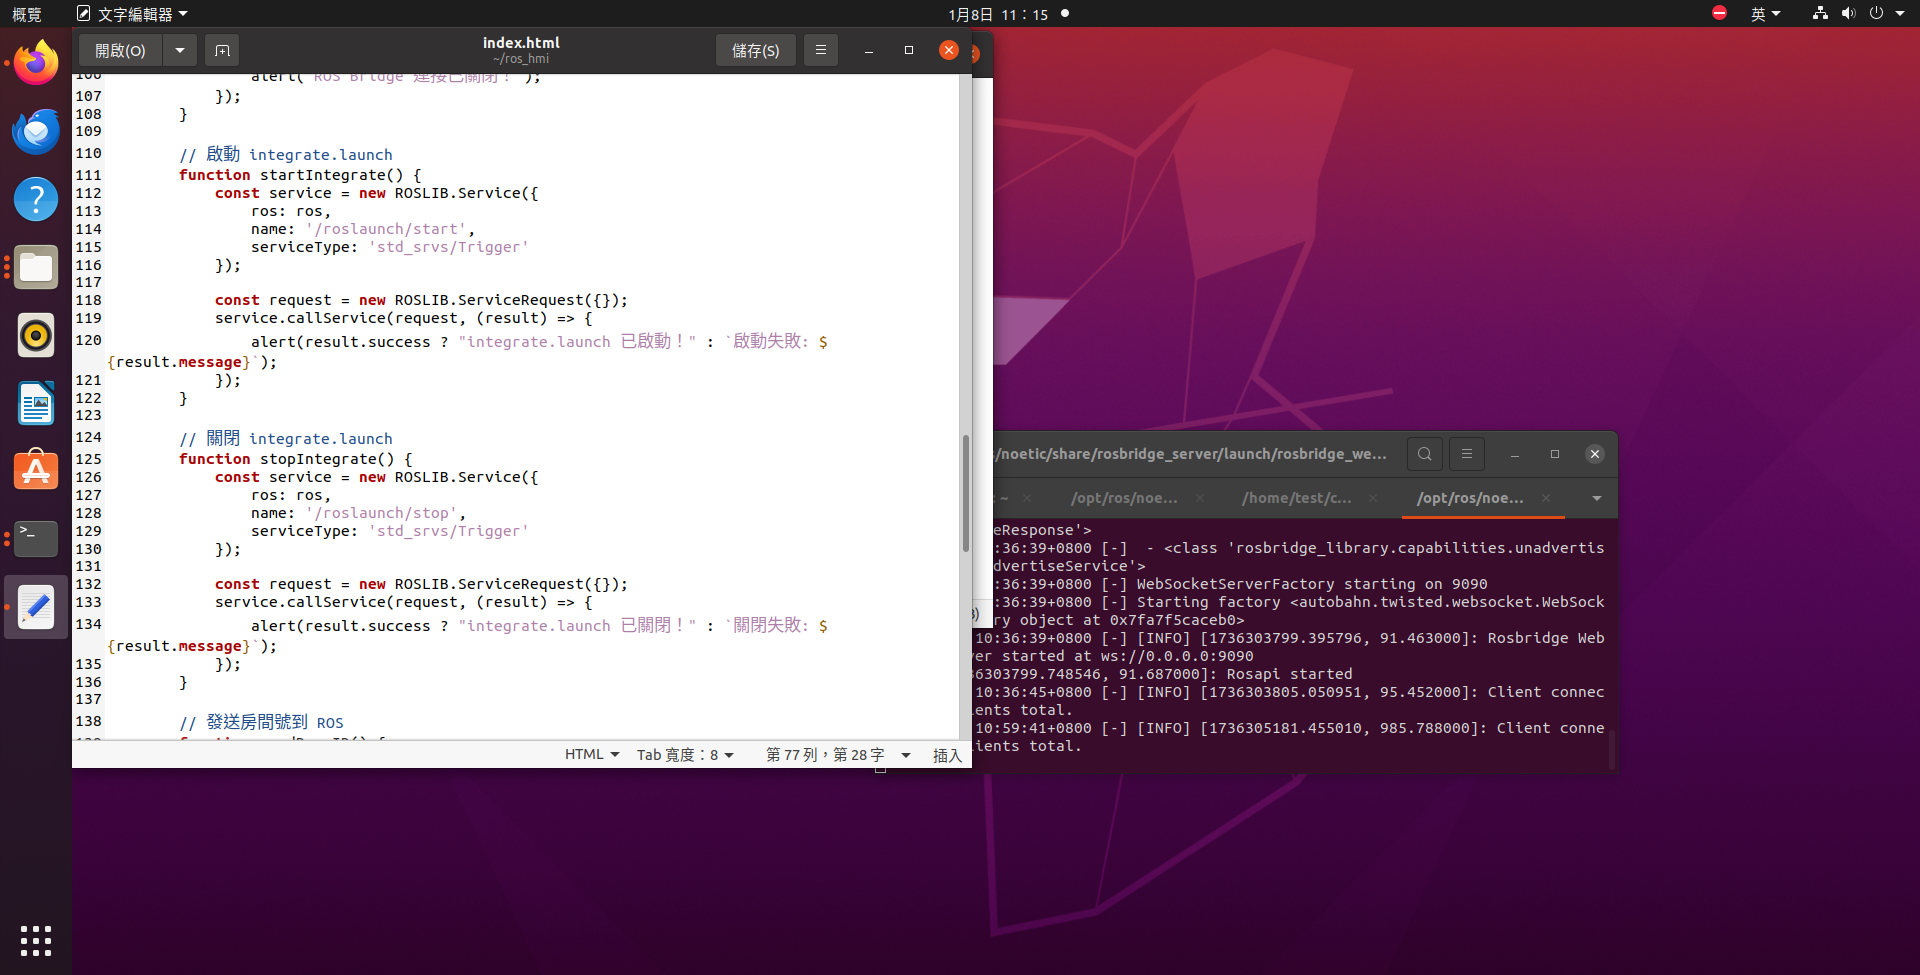 概覽
文字編輯器
1月8日 11：15
英
開啟(O)
index.html
~/ros_hmi
儲存(S)
106 alert("ROS Bridge 連接已關閉！");
107 });
108 }
109
110 // 啟動 integrate.launch
111 function startIntegrate() {
112 const service = new ROSLIB.Service({
113 ros: ros,
114 name: '/roslaunch/start',
115 serviceType: 'std_srvs/Trigger'
116 });
117
118 const request = new ROSLIB.ServiceRequest({});
119 service.callService(request, (result) => {
120 alert(result.success ? "integrate.launch 已啟動！" : `啟動失敗: $
{result.message}`);
121 });
122 }
123
124 // 關閉 integrate.launch
125 function stopIntegrate() {
126 const service = new ROSLIB.Service({
127 ros: ros,
128 name: '/roslaunch/stop',
129 serviceType: 'std_srvs/Trigger'
130 });
131
132 const request = new ROSLIB.ServiceRequest({});
133 service.callService(request, (result) => {
134 alert(result.success ? "integrate.launch 已關閉！" : `關閉失敗: $
{result.message}`);
135 });
136 }
137
138 // 發送房間號到 ROS
HTML
Tab 寬度：8
第 77 列，第 28 字
插入
/noetic/share/rosbridge_server/launch/rosbridge_we...
: ~
/opt/ros/noe...
/home/test/c...
/opt/ros/noe...
eResponse'>
:36:39+0800 [-]  - <class 'rosbridge_library.capabilities.unadvertis
dvertiseService'>
:36:39+0800 [-] WebSocketServerFactory starting on 9090
:36:39+0800 [-] Starting factory <autobahn.twisted.websocket.WebSock
ry object at 0x7fa7f5caceb0>
10:36:39+0800 [-] [INFO] [1736303799.395796, 91.463000]: Rosbridge Web
ver started at ws://0.0.0.0:9090
36303799.748546, 91.687000]: Rosapi started
10:36:45+0800 [-] [INFO] [1736303805.050951, 95.452000]: Client connec
ients total.
10:59:41+0800 [-] [INFO] [1736305181.455010, 985.788000]: Client conne
lients total.